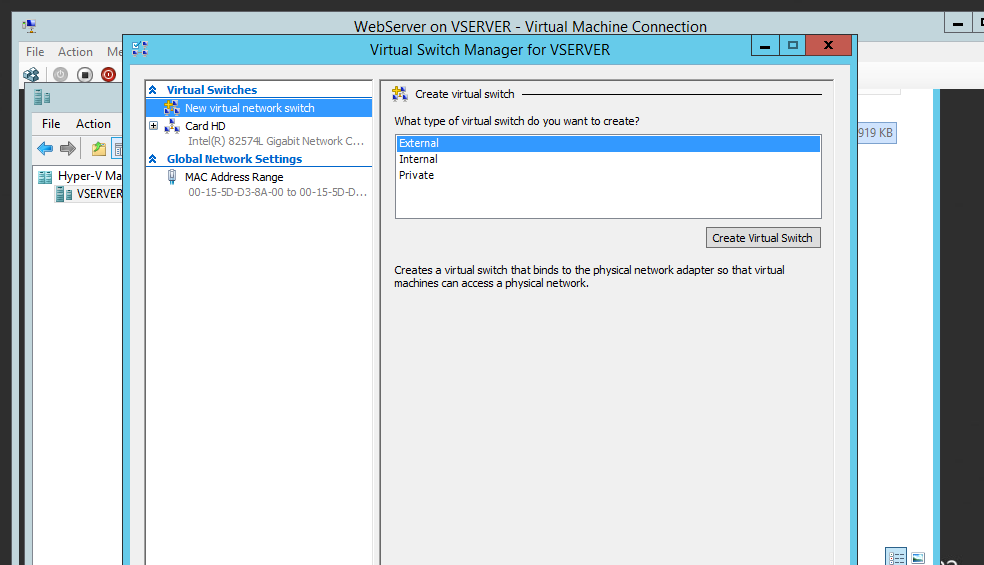 WebServer on VSERVER - Virtual Machine Connection
File Action Me
Virtual Switch Manager for VSERVER
File Action
Hyper-V Ma
VSERVER
Virtual Switches
New virtual network switch
Card HD
Intel(R) 82574L Gigabit Network C...
Global Network Settings
MAC Address Range
00-15-5D-D3-8A-00 to 00-15-5D-D...
Create virtual switch
What type of virtual switch do you want to create?
External
Internal
Private
Create Virtual Switch
Creates a virtual switch that binds to the physical network adapter so that virtual
machines can access a physical network.
919 KB